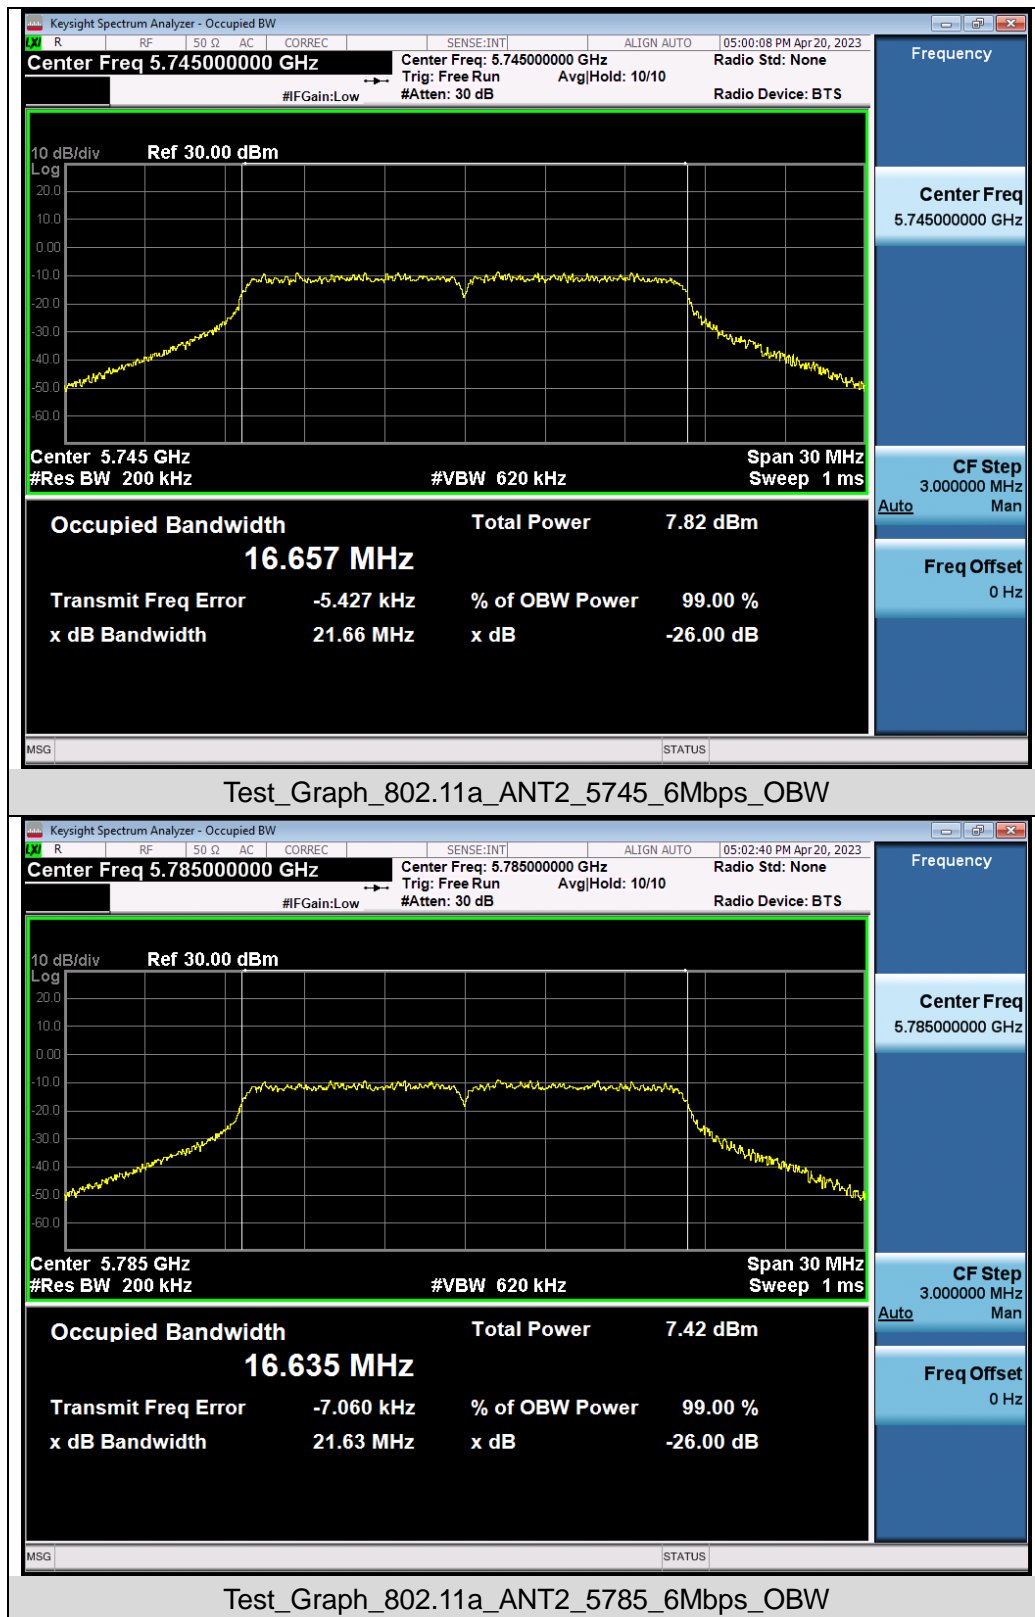 Keysight Spectrum Analyzer - Occupied BW
LXI R RF 50 Ω AC CORREC SENSE:INT ALIGN AUTO 05:00:08 PM Apr 20, 2023
Center Freq 5.745000000 GHz
Center Freq: 5.745000000 GHz Radio Std: None
Trig: Free Run Avg|Hold: 10/10
#IFGain:Low #Atten: 30 dB Radio Device: BTS
Frequency
10 dB/div Ref 30.00 dBm
Log
20.0
10.0
0.00
-10.0
-20.0
-30.0
-40.0
-50.0
-60.0
Center Freq
5.745000000 GHz
Center 5.745 GHz Span 30 MHz
#Res BW 200 kHz #VBW 620 kHz Sweep 1 ms
CF Step
3.000000 MHz
Auto Man
Occupied Bandwidth Total Power 7.82 dBm
16.657 MHz
Transmit Freq Error -5.427 kHz % of OBW Power 99.00 %
x dB Bandwidth 21.66 MHz x dB -26.00 dB
Freq Offset
0 Hz
MSG STATUS
Test_Graph_802.11a_ANT2_5745_6Mbps_OBW
Keysight Spectrum Analyzer - Occupied BW
LXI R RF 50 Ω AC CORREC SENSE:INT ALIGN AUTO 05:02:40 PM Apr 20, 2023
Center Freq 5.785000000 GHz
Center Freq: 5.785000000 GHz Radio Std: None
Trig: Free Run Avg|Hold: 10/10
#IFGain:Low #Atten: 30 dB Radio Device: BTS
Frequency
10 dB/div Ref 30.00 dBm
Log
20.0
10.0
0.00
-10.0
-20.0
-30.0
-40.0
-50.0
-60.0
Center Freq
5.785000000 GHz
Center 5.785 GHz Span 30 MHz
#Res BW 200 kHz #VBW 620 kHz Sweep 1 ms
CF Step
3.000000 MHz
Auto Man
Occupied Bandwidth Total Power 7.42 dBm
16.635 MHz
Transmit Freq Error -7.060 kHz % of OBW Power 99.00 %
x dB Bandwidth 21.63 MHz x dB -26.00 dB
Freq Offset
0 Hz
MSG STATUS
Test_Graph_802.11a_ANT2_5785_6Mbps_OBW